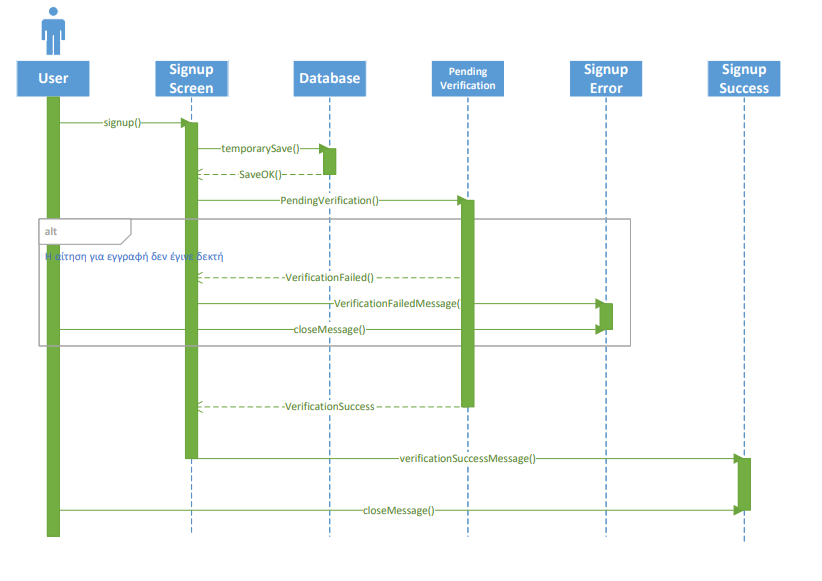 User
Signup
Screen
Database
Pending
Verification
Signup
Error
Signup
Success
signup()
temporarySave()
SaveOK()
PendingVerification()
alt
Η αίτηση για εγγραφή δεν έγινε δεκτή
VerificationFailed()
VerificationFailedMessage(
closeMessage()
VerificationSuccess
verificationSuccessMessage()
closeMessage()